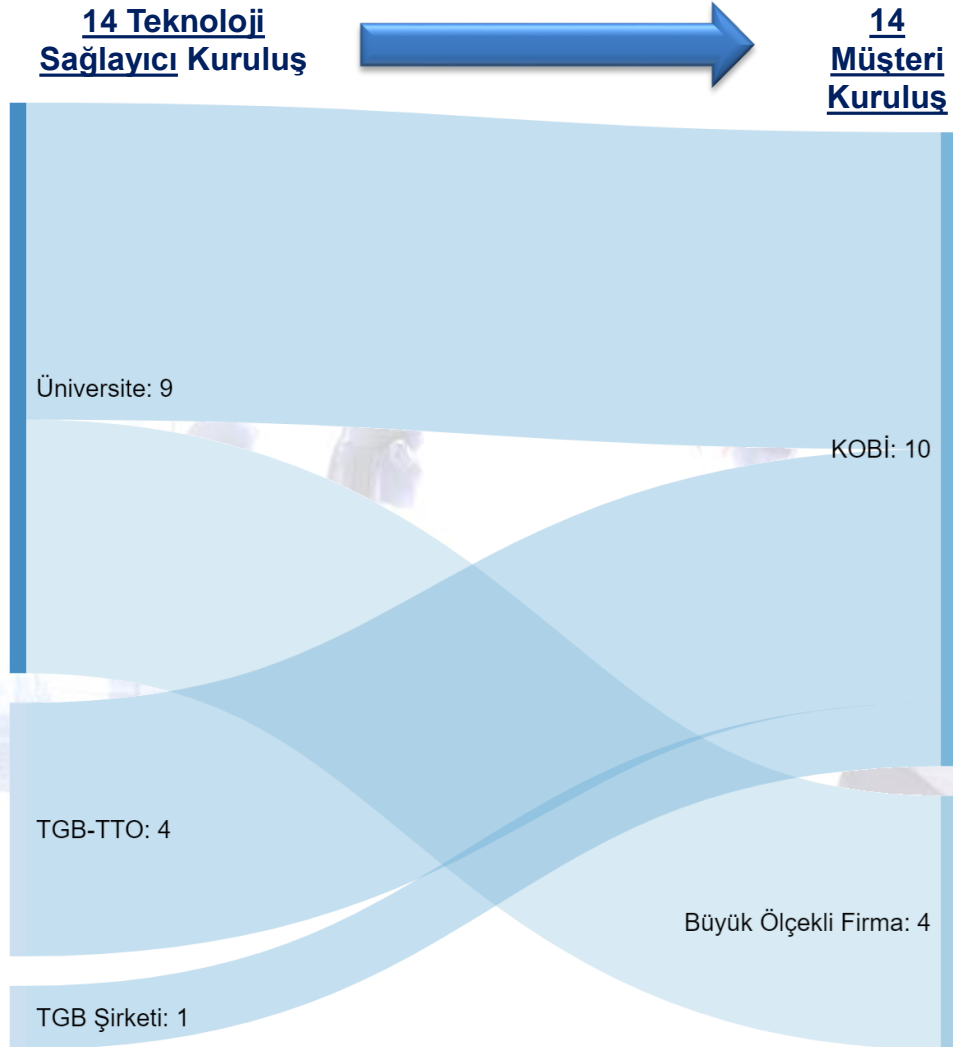 14 Teknoloji
Sağlayıcı Kuruluş
14
Müşteri
Kuruluş
Üniversite: 9
KOBİ: 10
TGB-TTO: 4
Büyük Ölçekli Firma: 4
TGB Şirketi: 1